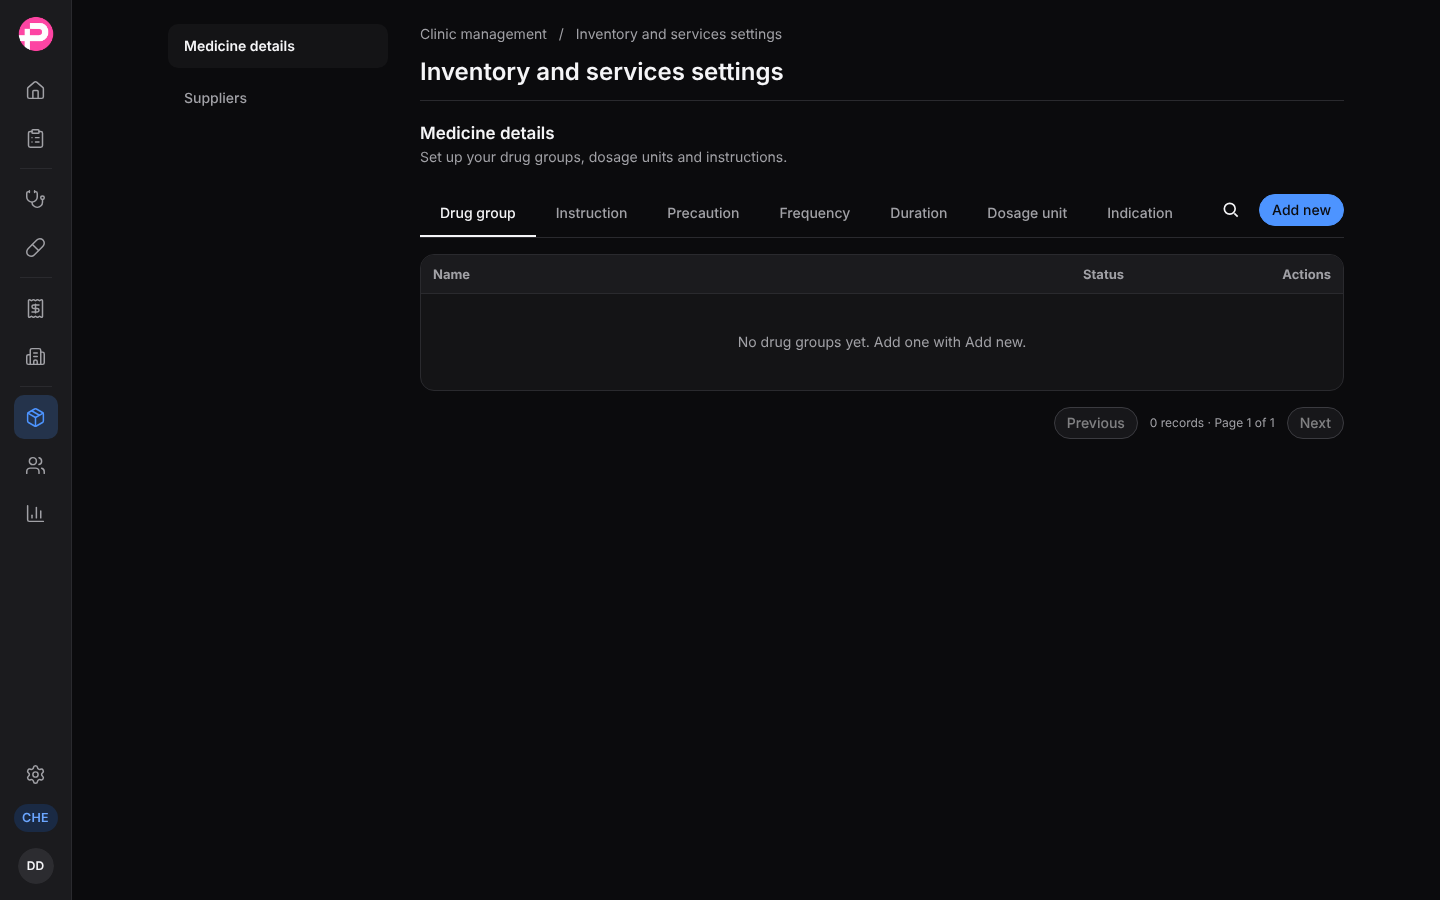 Medicine details
Suppliers
Clinic management / Inventory and services settings
Inventory and services settings
Medicine details
Set up your drug groups, dosage units and instructions.
Drug group Instruction Precaution Frequency Duration Dosage unit Indication Add new
Name Status Actions
No drug groups yet. Add one with Add new.
Previous 0 records · Page 1 of 1 Next
CHE
DD